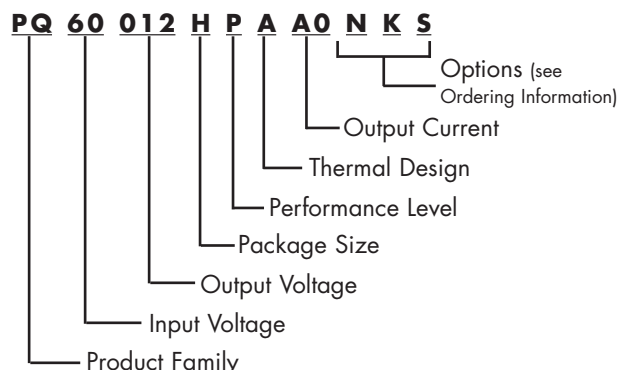 PQ 60 012 H P A A0 N K S
Options (see
Ordering Information)
Output Current
Thermal Design
Performance Level
Package Size
Output Voltage
Input Voltage
Product Family